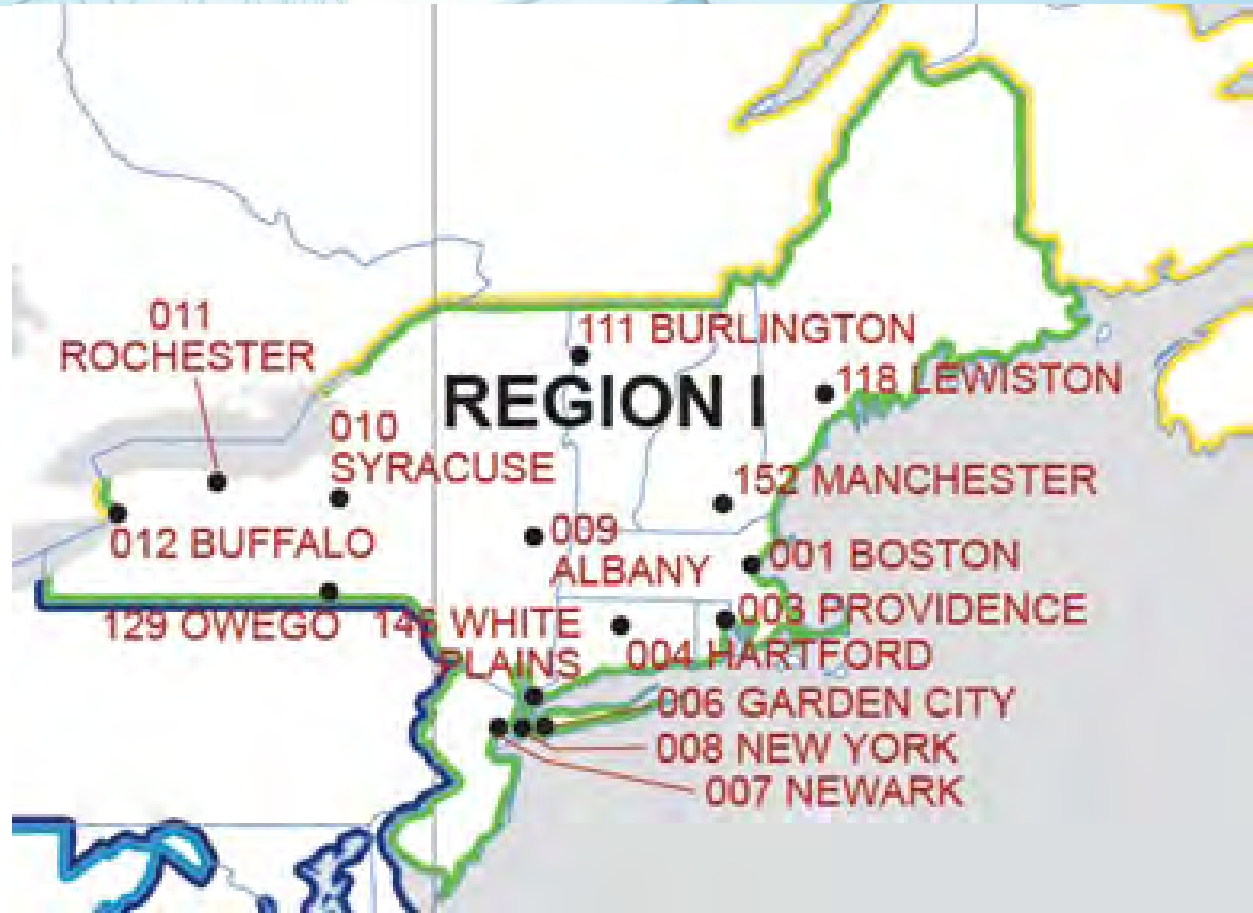 011
ROCHESTER
111 BURLINGTON
REGION I
118 LEWISTON
010
SYRACUSE
152 MANCHESTER
012 BUFFALO
009
ALBANY
001 BOSTON
129 OWEGO
WHITE
PLAINS
003 PROVIDENCE
004 HARTFORD
006 GARDEN CITY
008 NEW YORK
007 NEWARK